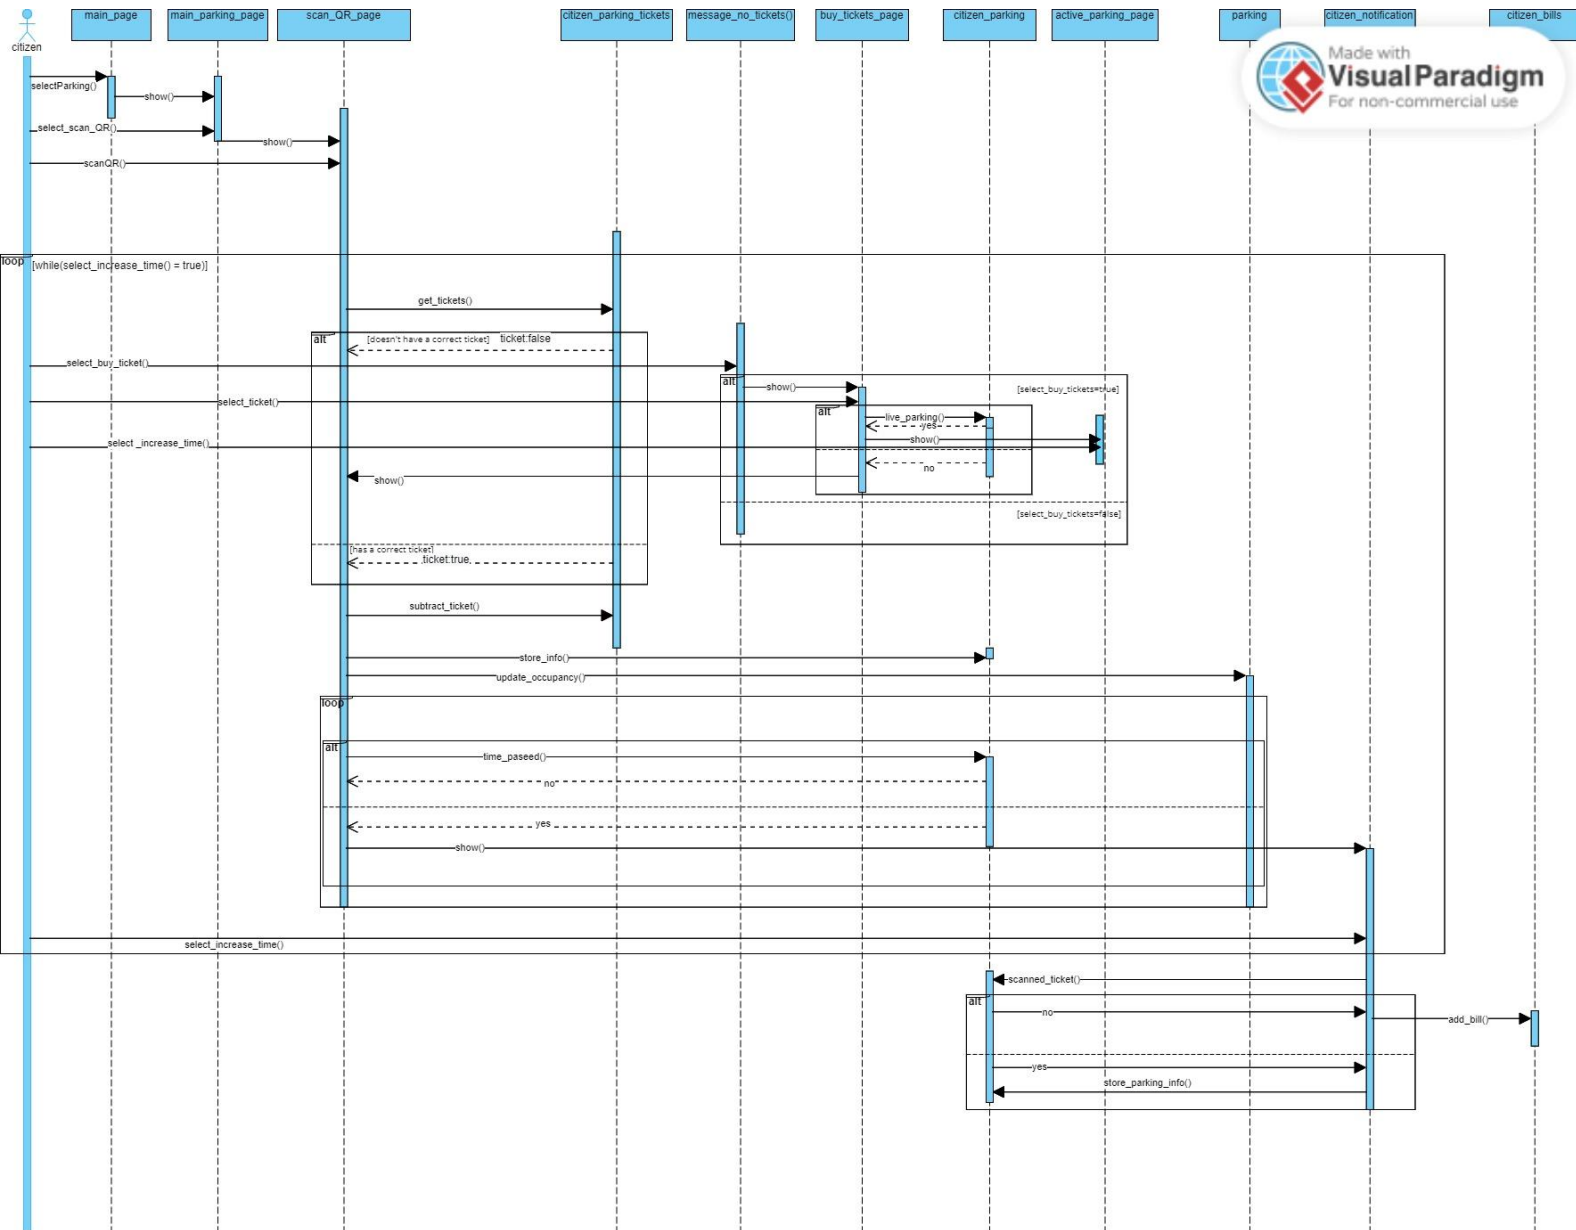 main_page
main_parking_page
scan_QR_page
citizen_parking_tickets
message_no_tickets()
buy_tickets_page
citizen_parking
active_parking_page
parking
citizen_notification
citizen_bills
citizen
Made with
Visual Paradigm
For non-commercial use
selectParking()
show()
select_scan_QR()
show()
scanQR()
loop
[while(select_increase_time() = true)]
get_tickets()
alt
[doesn't have a correct ticket]
ticket:false
select_buy_ticket()
alt
show()
[select_buy_tickets=true]
select_ticket()
alt
live_parking()
yes
show()
select _increase_time()
no
show()
[select_buy_tickets=false]
[has a correct ticket]
ticket:true
subtract_ticket()
store_info()
update_occupancy()
loop
alt
time_paseed()
no
yes
show()
select_increase_time()
scanned_ticket()
alt
no
add_bill()
yes
store_parking_info()